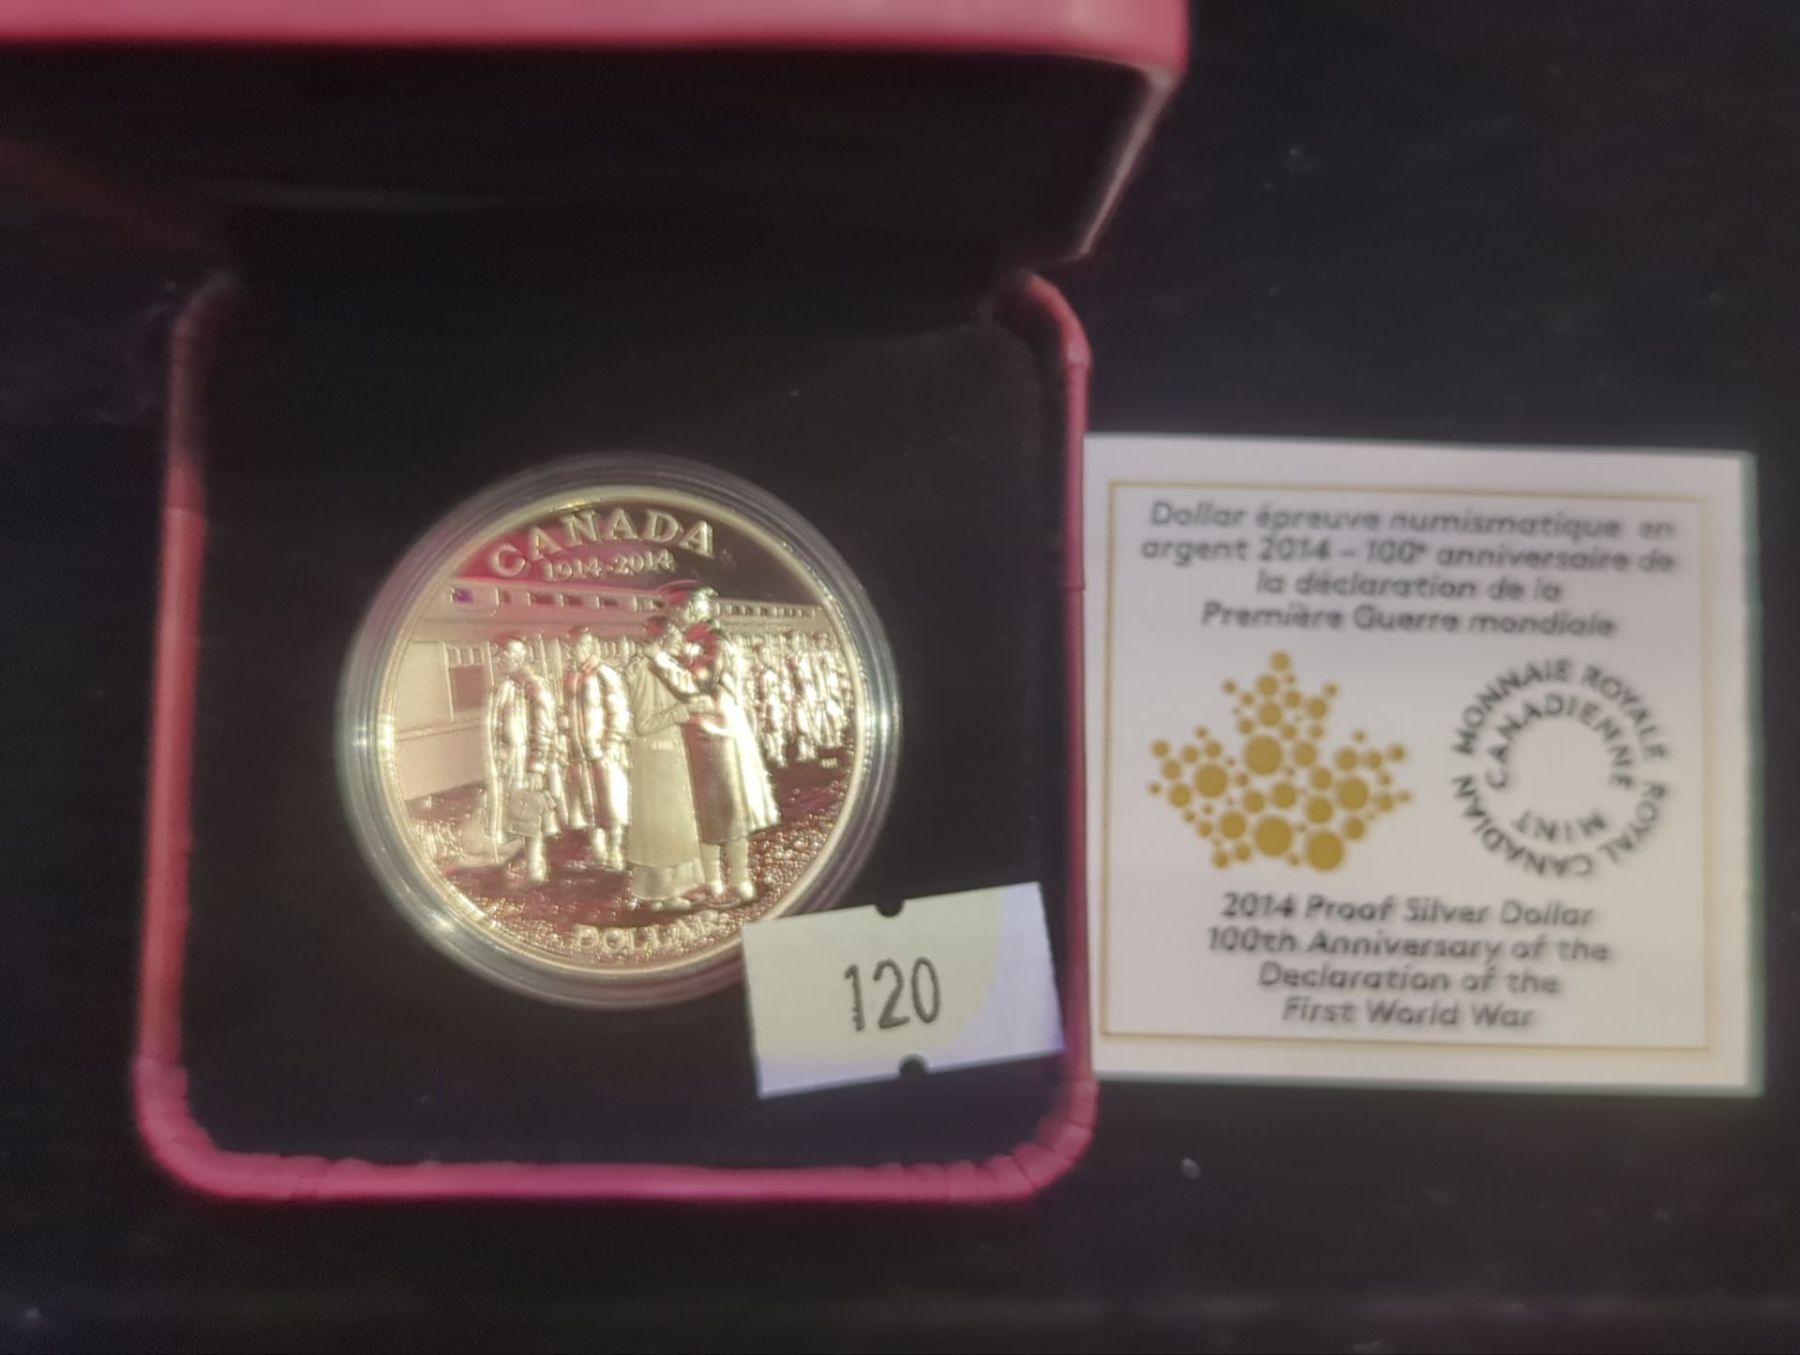 CANADA
1914-2014
DOLLAR
120
Dollar épreuve numismatique en
argent 2014 – 100e anniversaire de
la déclaration de la
Première Guerre mondiale
MONNAIE ROYALE CANADIENNE
ROYAL CANADIAN MINT
2014 Proof Silver Dollar
100th Anniversary of the
Declaration of the
First World War